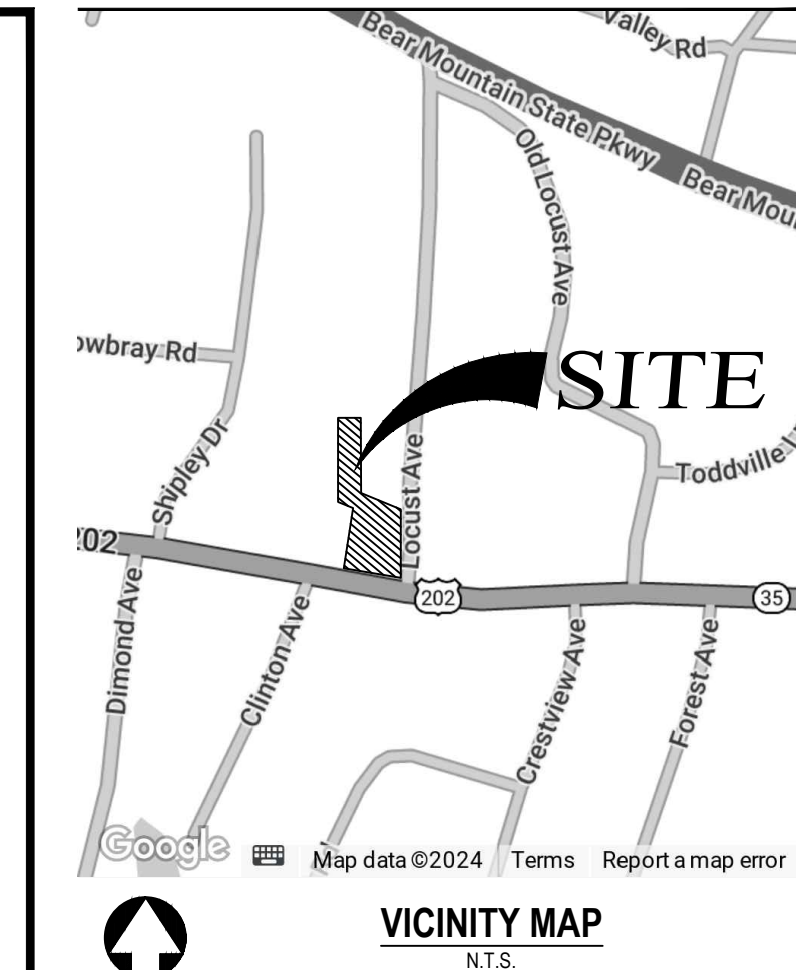 Valley Rd
Bear Mountain State Pkwy
Bear Mou
Old Locust Ave
owbray Rd
SITE
Shipley Dr
Locust Ave
Toddville
202
202
35
Dimond Ave
Clinton Ave
Crestview Ave
Forest Ave
Google
Map data ©2024
Terms
Report a map error
VICINITY MAP
N.T.S.